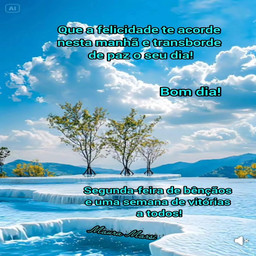 AI
Que a felicidade te acorde
nesta manhã e transborde
de paz o seu dia!
Bom dia!
Segunda-feira de bênçãos
e uma semana de vitórias
a todos!